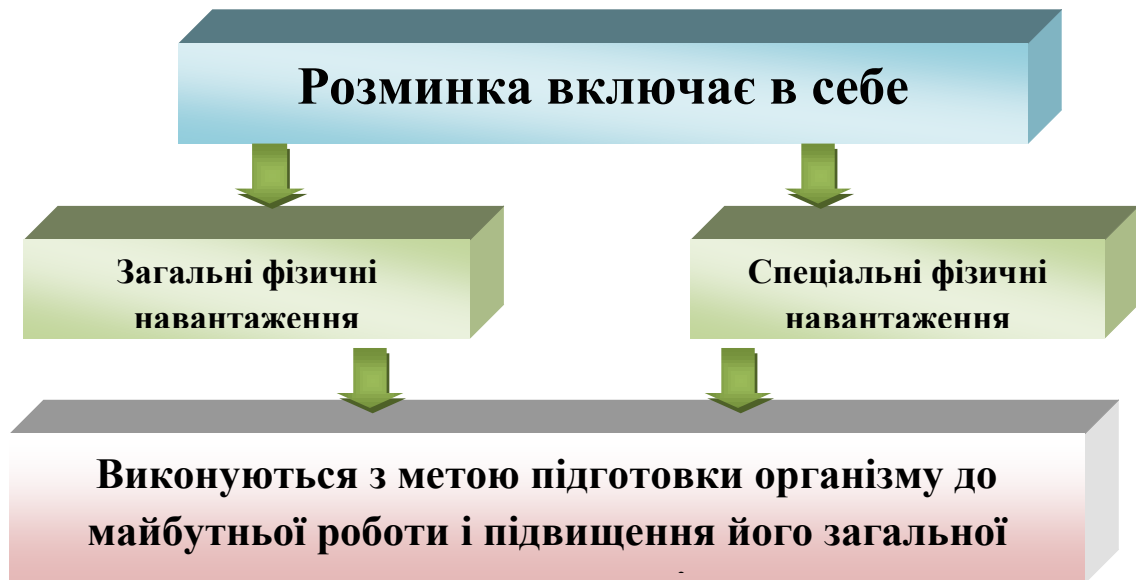 Розминка включає в себе
Загальні фізичні
навантаження
Спеціальні фізичні
навантаження
Виконуються з метою підготовки організму до
майбутньої роботи і підвищення його загальної